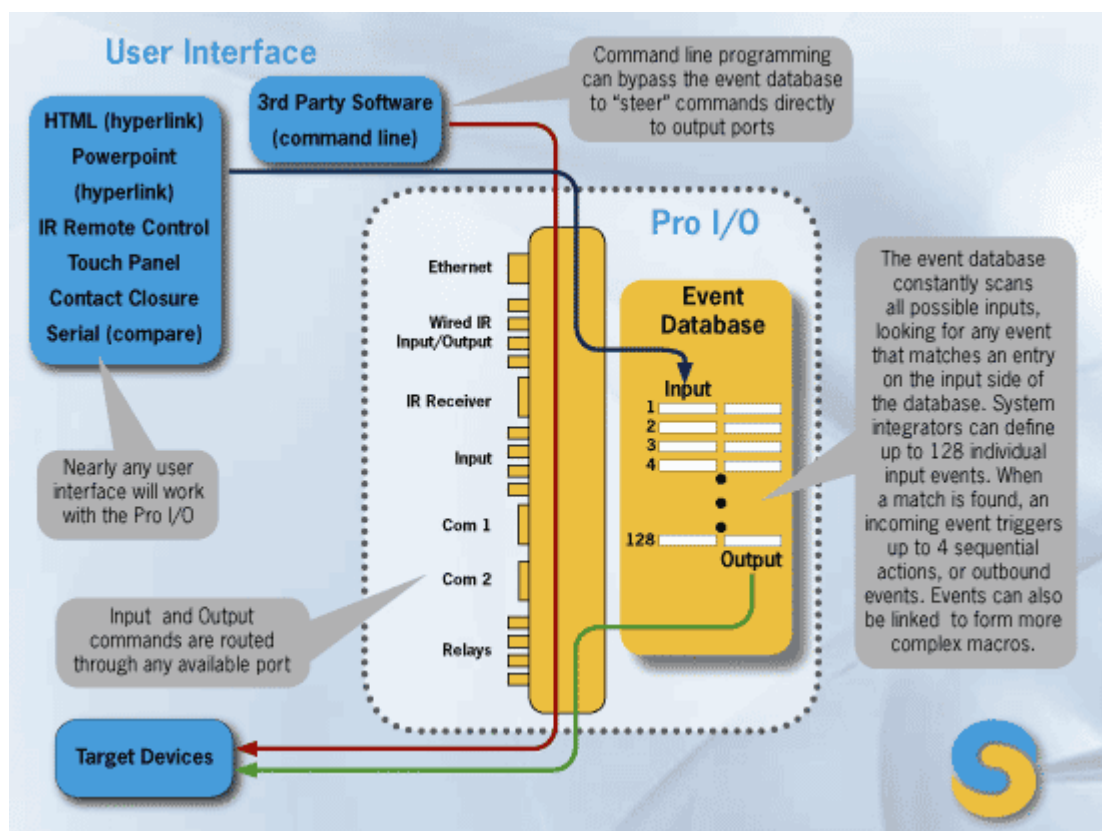 User Interface
HTML (hyperlink)
Powerpoint
(hyperlink)
IR Remote Control
Touch Panel
Contact Closure
Serial (compare)
3rd Party Software
(command line)
Command line programming
can bypass the event database
to “steer” commands directly
to output ports
Nearly any user
interface will work
with the Pro I/O
Pro I/O
Ethernet
Wired IR
Input/Output
IR Receiver
Input
Com 1
Com 2
Relays
Event
Database
Input
1
2
3
4
128
Output
The event database
constantly scans
all possible inputs,
looking for any event
that matches an entry
on the input side of
the database. System
integrators can define
up to 128 individual
input events. When
a match is found, an
incoming event triggers
up to 4 sequential
actions, or outbound
events. Events can also
be linked to form more
complex macros.
Input and Output
commands are routed
through any available port
Target Devices